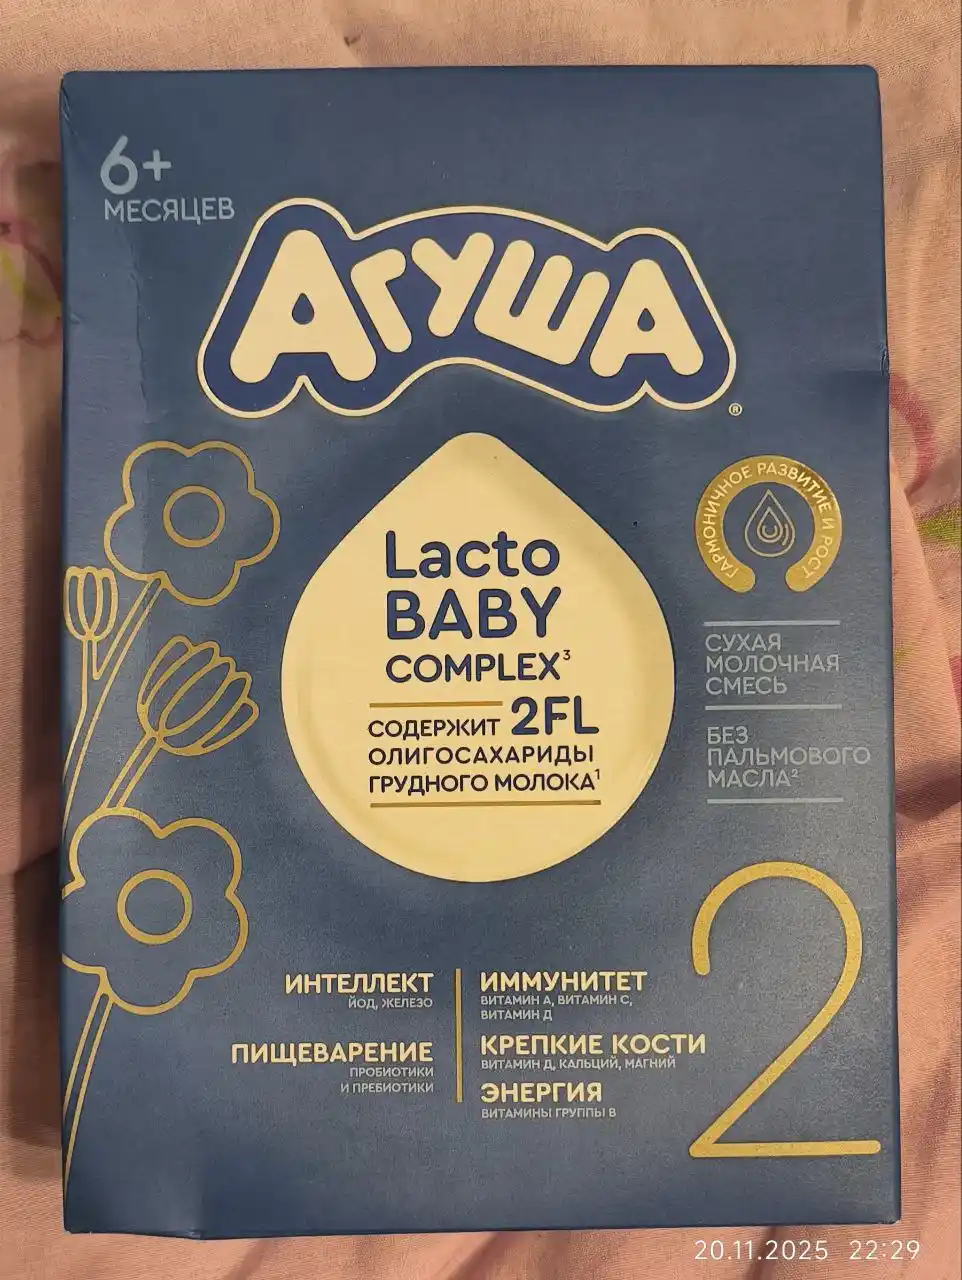 6+
МЕСЯЦЕВ
АГУША
®
ГАРМОНИЧНОЕ РАЗВИТИЕ И РОСТ
Lacto
BABY
COMPLEX³
СОДЕРЖИТ 2FL
ОЛИГОСАХАРИДЫ
ГРУДНОГО МОЛОКА¹
СУХАЯ
МОЛОЧНАЯ
СМЕСЬ
БЕЗ
ПАЛЬМОВОГО
МАСЛА²
ИНТЕЛЛЕКТ
ЙОД, ЖЕЛЕЗО
ПИЩЕВАРЕНИЕ
ПРОБИОТИКИ
И ПРЕБИОТИКИ
ИММУНИТЕТ
ВИТАМИН А, ВИТАМИН С,
ВИТАМИН Д
КРЕПКИЕ КОСТИ
ВИТАМИН Д, КАЛЬЦИЙ, МАГНИЙ
ЭНЕРГИЯ
ВИТАМИНЫ ГРУППЫ В
2
20.11.2025 22:29